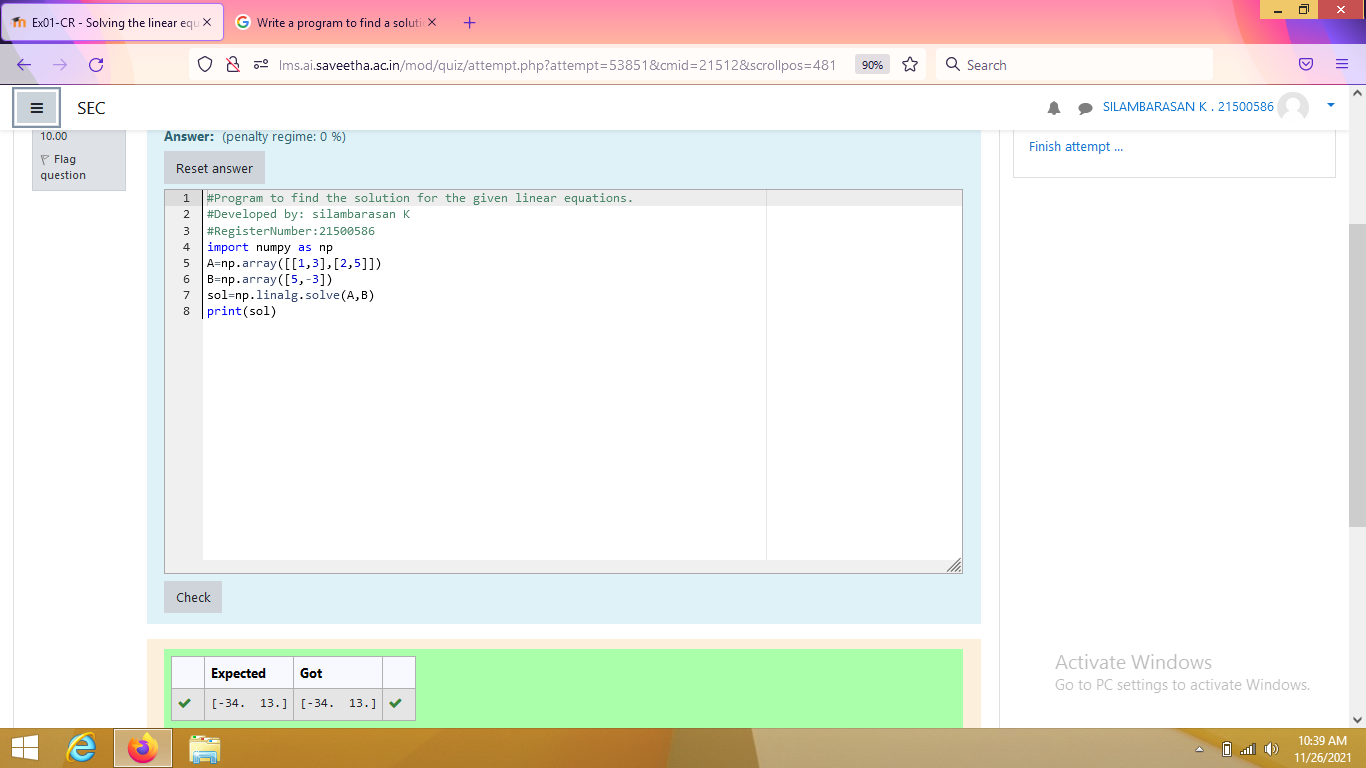 Ex01-CR - Solving the linear equ
Write a program to find a soluti
lms.ai.saveetha.ac.in/mod/quiz/attempt.php?attempt=53851&cmid=21512&scrollpos=481
90%
Search
SEC
SILAMBARASAN K . 21500586
10.00
Flag
question
Answer: (penalty regime: 0 %)
Reset answer
1 #Program to find the solution for the given linear equations.
2 #Developed by: silambarasan K
3 #RegisterNumber:21500586
4 import numpy as np
5 A=np.array([[1,3],[2,5]])
6 B=np.array([5,-3])
7 sol=np.linalg.solve(A,B)
8 print(sol)
Check
Expected Got
[-34. 13.] [-34. 13.]
Finish attempt ...
Activate Windows
Go to PC settings to activate Windows.
10:39 AM
11/26/2021